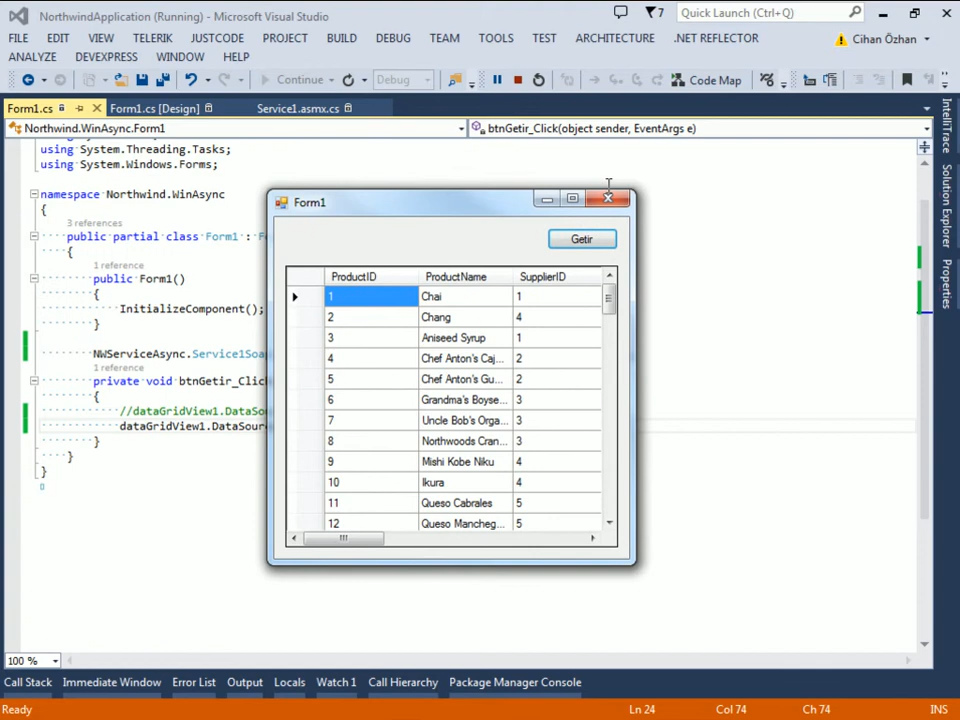 NorthwindApplication (Running) - Microsoft Visual Studio
7
Quick Launch (Ctrl+Q)
FILE EDIT VIEW TELERIK JUSTCODE PROJECT BUILD DEBUG TEAM TOOLS TEST ARCHITECTURE .NET REFLECTOR
Cihan Özhan
ANALYZE DEVEXPRESS WINDOW HELP
Continue Debug Code Map
Form1.cs Form1.cs [Design] Service1.asmx.cs
Northwind.WinAsync.Form1 btnGetir_Click(object sender, EventArgs e)
using System.Threading.Tasks;
using System.Windows.Forms;
namespace Northwind.WinAsync
{
3 references
public partial class Form1 : F
{
1 reference
public Form1()
{
InitializeComponent();
}
NWServiceAsync.Service1Soa
1 reference
private void btnGetir_Clic
{
//dataGridView1.DataSour
dataGridView1.DataSour
}
}
}
Form1
Getir
ProductID ProductName SupplierID
1 Chai 1
2 Chang 4
3 Aniseed Syrup 1
4 Chef Anton's Caj... 2
5 Chef Anton's Gu... 2
6 Grandma's Boyse... 3
7 Uncle Bob's Orga... 3
8 Northwoods Cran... 3
9 Mishi Kobe Niku 4
10 Ikura 4
11 Queso Cabrales 5
12 Queso Mancheg... 5
IntelliTrace
Solution Explorer
Properties
100 %
Call Stack Immediate Window Error List Output Locals Watch 1 Call Hierarchy Package Manager Console
Ready Ln 24 Col 74 Ch 74 INS